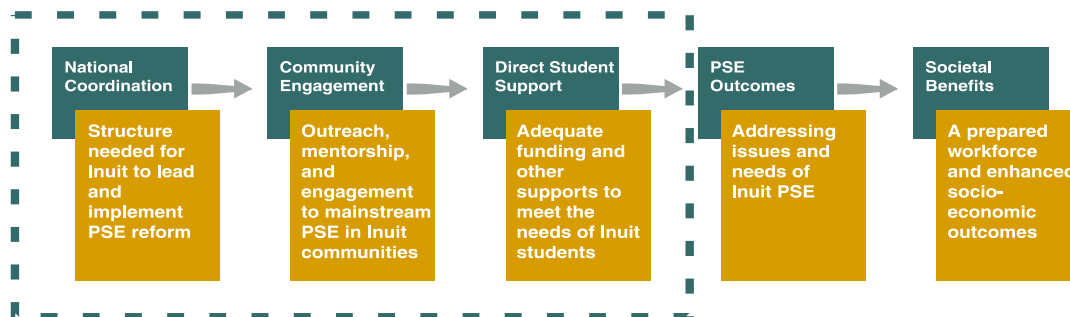 National
Coordination
Structure
needed for
Inuit to lead
and
implement
PSE reform
Community
Engagement
Outreach,
mentorship,
and
engagement
to mainstream
PSE in Inuit
communities
Direct Student
Support
Adequate
funding and
other
supports to
meet the
needs of Inuit
students
PSE
Outcomes
Addressing
issues and
needs of
Inuit PSE
Societal
Benefits
A prepared
workforce
and enhanced
socio-
economic
outcomes